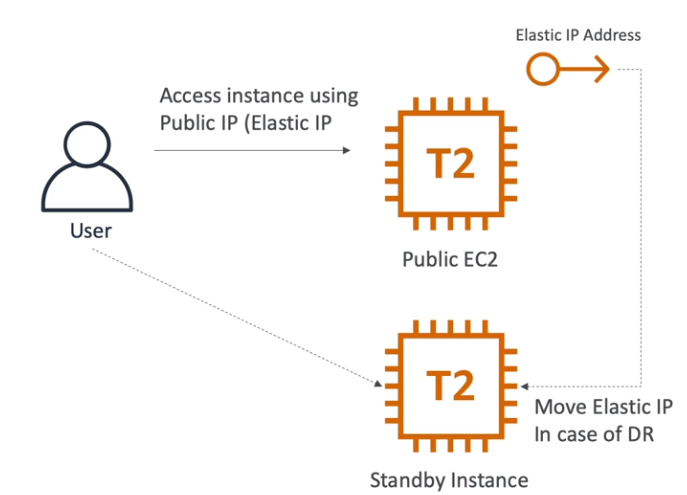 Elastic IP Address
Access instance using
Public IP (Elastic IP
T2
User
Public EC2
T2
Move Elastic IP
In case of DR
Standby Instance